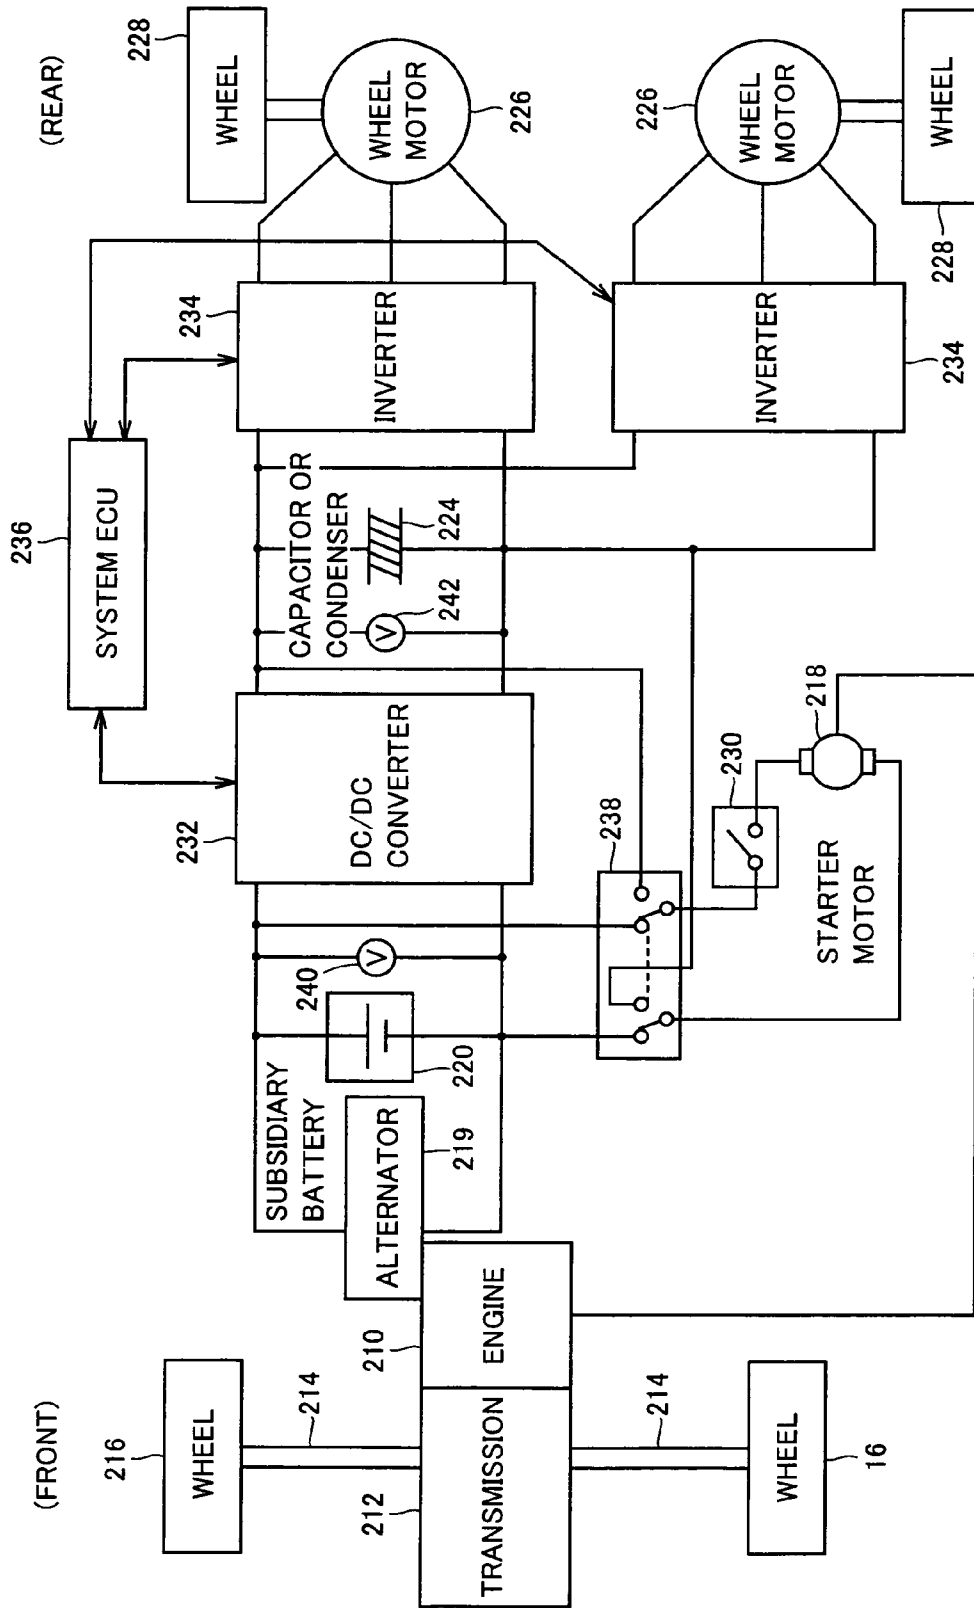 (FRONT)
(REAR)
216
WHEEL
214
212
TRANSMISSION
210
ENGINE
214
WHEEL
16
ALTERNATOR
219
SUBSIDIARY
BATTERY
220
240
V
232
DC/DC
CONVERTER
236
SYSTEM ECU
CAPACITOR OR
CONDENSER
224
V
242
234
INVERTER
INVERTER
234
228
WHEEL
WHEEL
MOTOR
226
226
WHEEL
MOTOR
WHEEL
228
238
230
218
STARTER
MOTOR